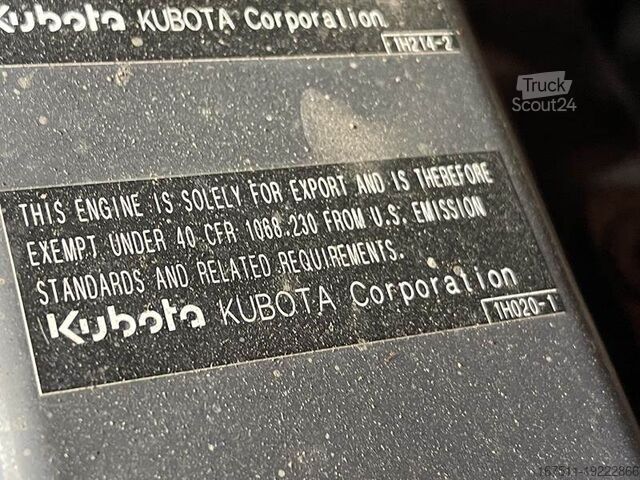 Kubota KUBOTA Corporation
1H214-2
Truck
Scout24
THIS ENGINE IS SOLELY FOR EXPORT AND IS THEREFORE
EXEMPT UNDER 40 CFR 1068.230 FROM U.S. EMISSION
STANDARDS AND RELATED REQUIREMENTS.
Kubota KUBOTA Corporation
1H020-1
167511-19222866